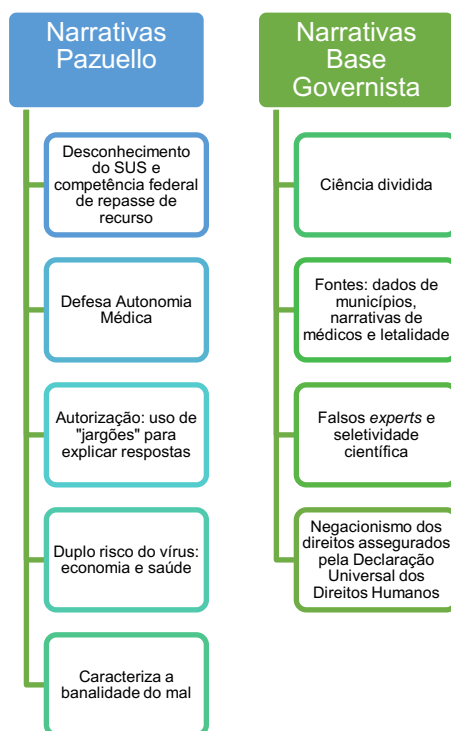 Narrativas
Pazuello
Desconhecimento
do SUS e
competência federal
de repasse de
recurso
Defesa Autonomia
Médica
Autorização: uso de
"jargões" para
explicar respostas
Duplo risco do vírus:
economia e saúde
Caracteriza a
banalidade do mal
Narrativas
Base
Governista
Ciência dividida
Fontes: dados de
municípios,
narrativas de
médicos e letalidade
Falsos experts e
seletividade
científica
Negacionismo dos
direitos assegurados
pela Declaração
Universal dos
Direitos Humanos